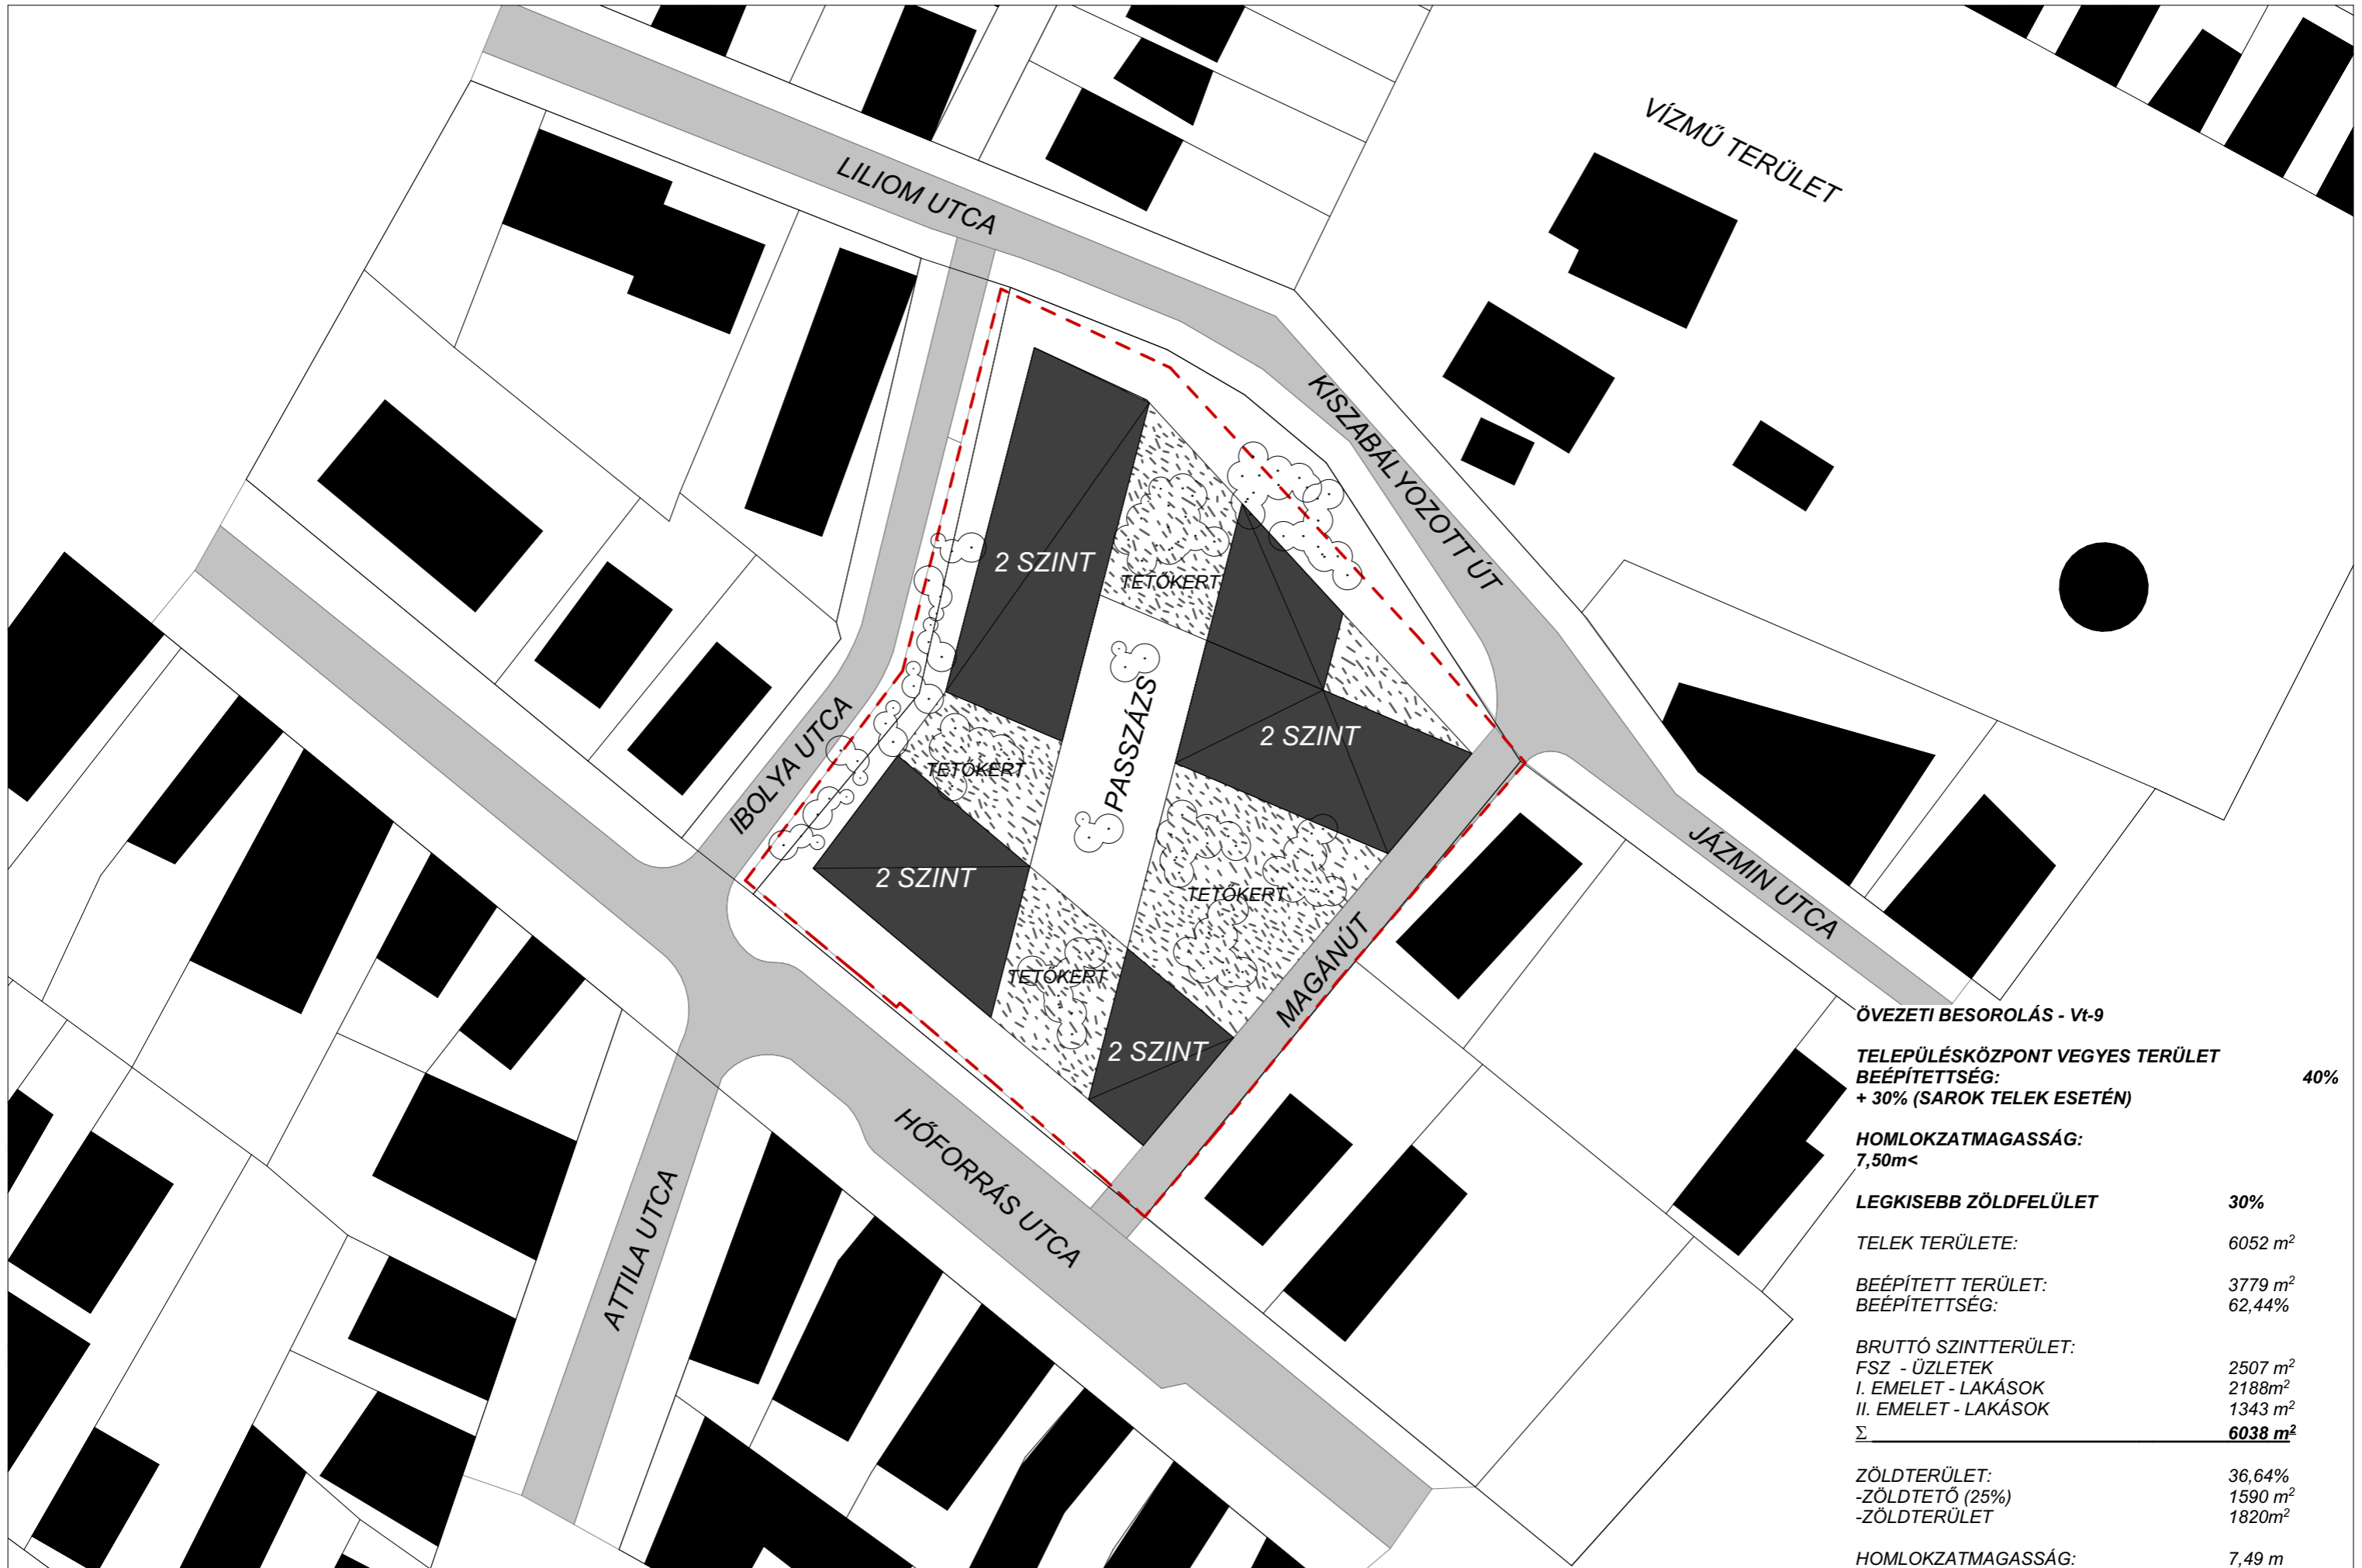 VÍZMŰ TERÜLET
LILIOM UTCA
KISZABÁLYOZOTT ÚT
2 SZINT
TETŐKERT
PASSZÁZS
2 SZINT
IBOLYA UTCA
TETŐKERT
2 SZINT
TETŐKERT
JÁZMIN UTCA
MAGÁNÚT
TETŐKERT
2 SZINT
HŐFORRÁS UTCA
ATTILA UTCA
ÖVEZETI BESOROLÁS - Vt-9
TELEPÜLÉSKÖZPONT VEGYES TERÜLET
BEÉPÍTETTSÉG: 40%
+ 30% (SAROK TELEK ESETÉN)
HOMLOKZATMAGASSÁG:
7,50m<
LEGKISEBB ZÖLDFELÜLET 30%
TELEK TERÜLETE: 6052 m²
BEÉPÍTETT TERÜLET: 3779 m²
BEÉPÍTETTSÉG: 62,44%
BRUTTÓ SZINTTERÜLET:
FSZ - ÜZLETEK 2507 m²
I. EMELET - LAKÁSOK 2188m²
II. EMELET - LAKÁSOK 1343 m²
Σ 6038 m²
ZÖLDTERÜLET: 36,64%
-ZÖLDTETŐ (25%) 1590 m²
-ZÖLDTERÜLET 1820m²
HOMLOKZATMAGASSÁG: 7,49 m